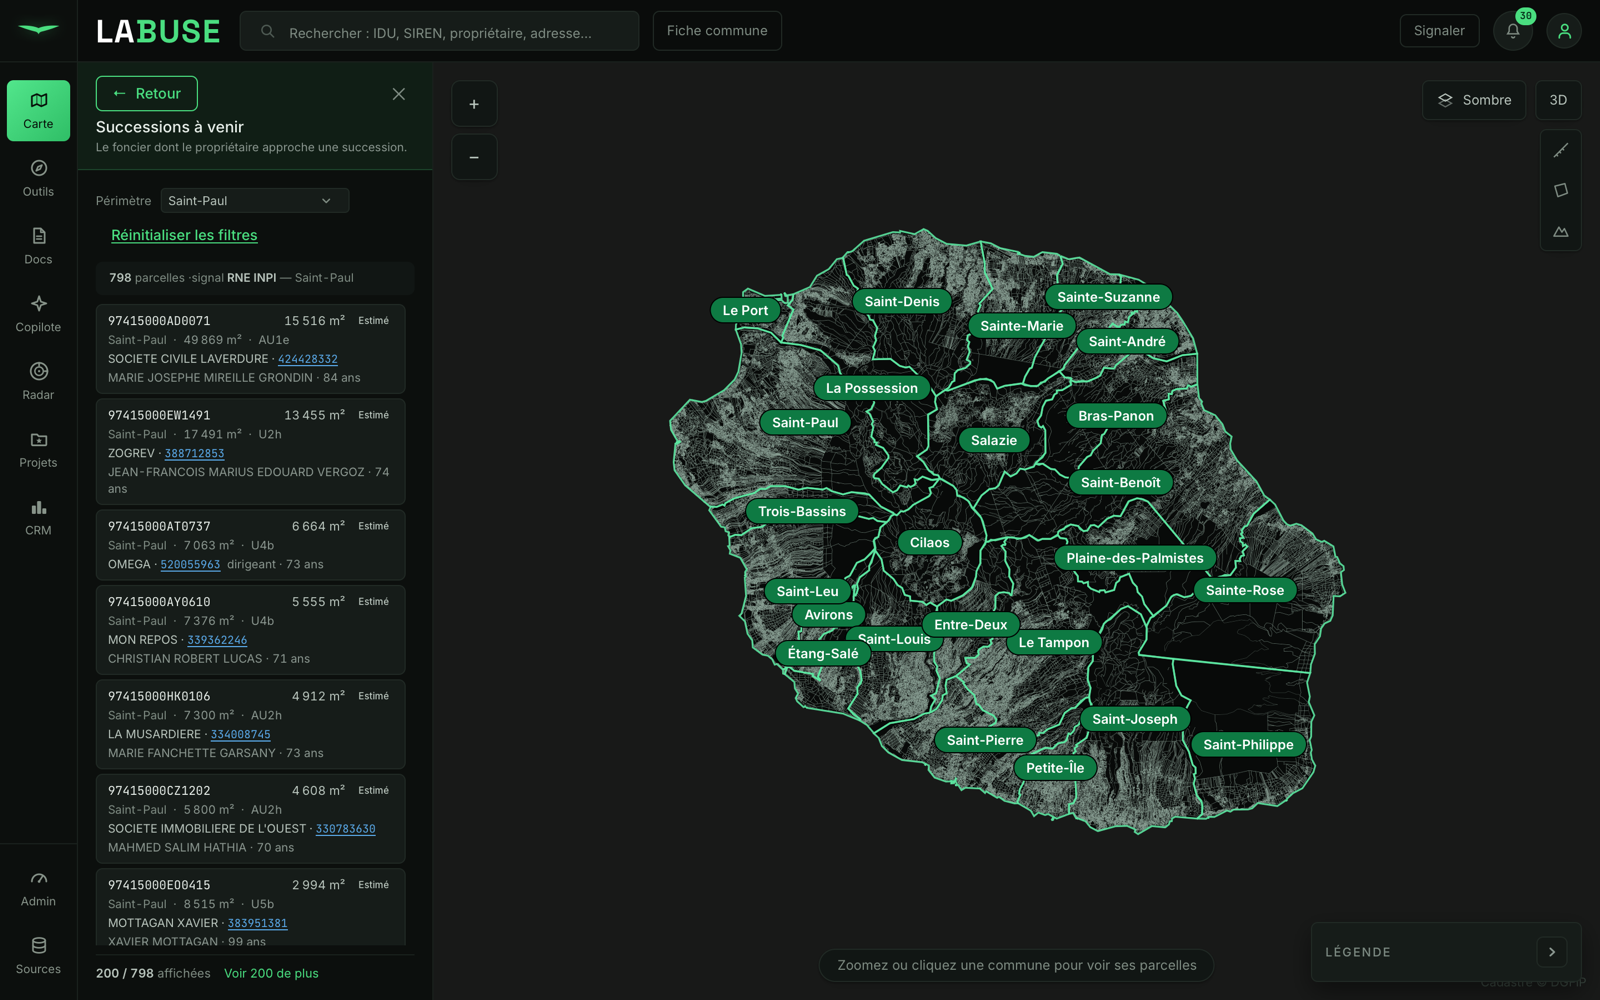 LABUSE
Rechercher : IDU, SIREN, propriétaire, adresse...
Fiche commune
Signaler
30
Carte
Outils
Docs
Copilote
Radar
Projets
CRM
Admin
Sources
← Retour
Successions à venir
Le foncier dont le propriétaire approche une succession.
Périmètre Saint-Paul
Réinitialiser les filtres
798 parcelles ·signal RNE INPI — Saint-Paul
97415000AD0071 15 516 m² Estimé
Saint-Paul · 49 869 m² · AU1e
SOCIETE CIVILE LAVERDURE · 424428332
MARIE JOSEPHE MIREILLE GRONDIN · 84 ans
97415000EW1491 13 455 m² Estimé
Saint-Paul · 17 491 m² · U2h
ZOGREV · 388712853
JEAN-FRANCOIS MARIUS EDOUARD VERGOZ · 74
ans
97415000AT0737 6 664 m² Estimé
Saint-Paul · 7 063 m² · U4b
OMEGA · 520055963 dirigeant · 73 ans
97415000AY0610 5 555 m² Estimé
Saint-Paul · 7 376 m² · U4b
MON REPOS · 339362246
CHRISTIAN ROBERT LUCAS · 71 ans
97415000HK0106 4 912 m² Estimé
Saint-Paul · 7 300 m² · AU2h
LA MUSARDIERE · 334008745
MARIE FANCHETTE GARSANY · 73 ans
97415000CZ1202 4 608 m² Estimé
Saint-Paul · 5 800 m² · AU2h
SOCIETE IMMOBILIERE DE L'OUEST · 330783630
MAHMED SALIM HATHIA · 70 ans
97415000EO0415 2 994 m² Estimé
Saint-Paul · 8 515 m² · U5b
MOTTAGAN XAVIER · 383951381
XAVIER MOTTAGAN · 99 ans
200 / 798 affichées Voir 200 de plus
+
−
Sombre
3D
Le Port
Saint-Denis
Sainte-Suzanne
Sainte-Marie
Saint-André
La Possession
Saint-Paul
Bras-Panon
Salazie
Saint-Benoît
Trois-Bassins
Cilaos
Plaine-des-Palmistes
Saint-Leu
Sainte-Rose
Avirons
Entre-Deux
Saint-Louis
Le Tampon
Étang-Salé
Saint-Joseph
Saint-Pierre
Saint-Philippe
Petite-Île
Zoomez ou cliquez une commune pour voir ses parcelles
LÉGENDE
Cadastre © DGFiP